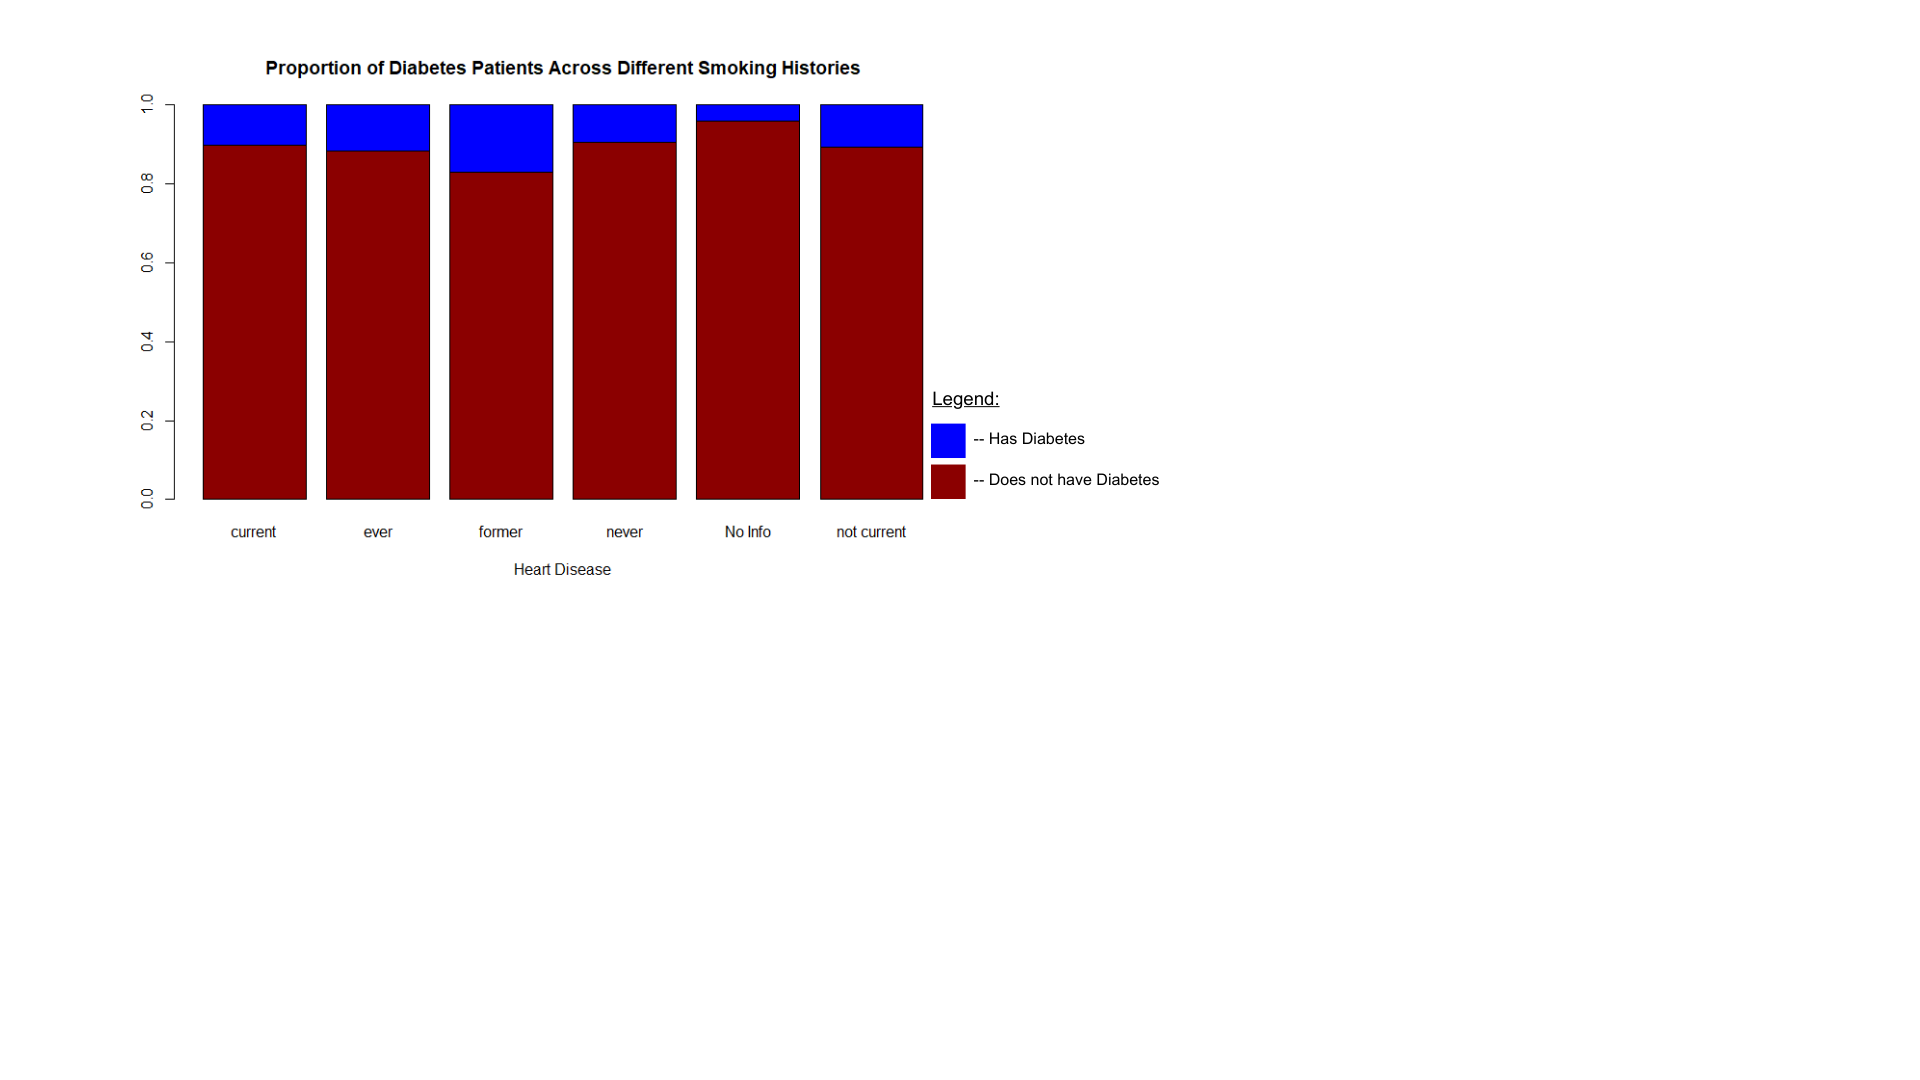 Proportion of Diabetes Patients Across Different Smoking Histories
1.0
0.8
0.6
0.4
0.2
0.0
current ever former never No Info not current
Heart Disease
Legend:
-- Has Diabetes
-- Does not have Diabetes